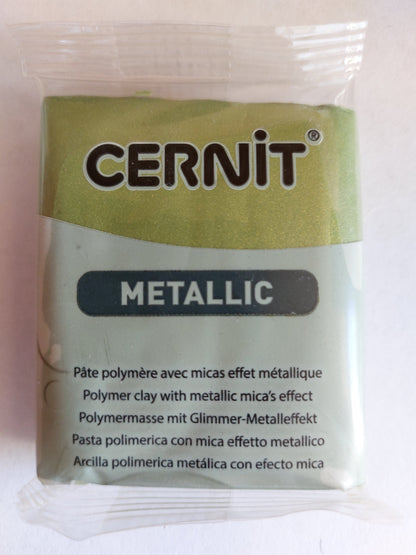 CERNiT®
METALLIC
Pâte polymère avec micas effet métallique
Polymer clay with metallic mica's effect
Polymermasse mit Glimmer-Metalleffekt
Pasta polimerica con mica effetto metallico
Arcilla polimerica metálica con efecto mica